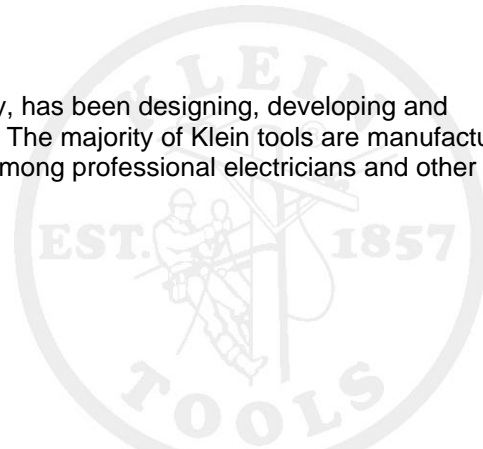 KLEIN
y, has been designing, developing and
The majority of Klein tools are manufactu
mong professional electricians and other
EST. 1857
TOOLS